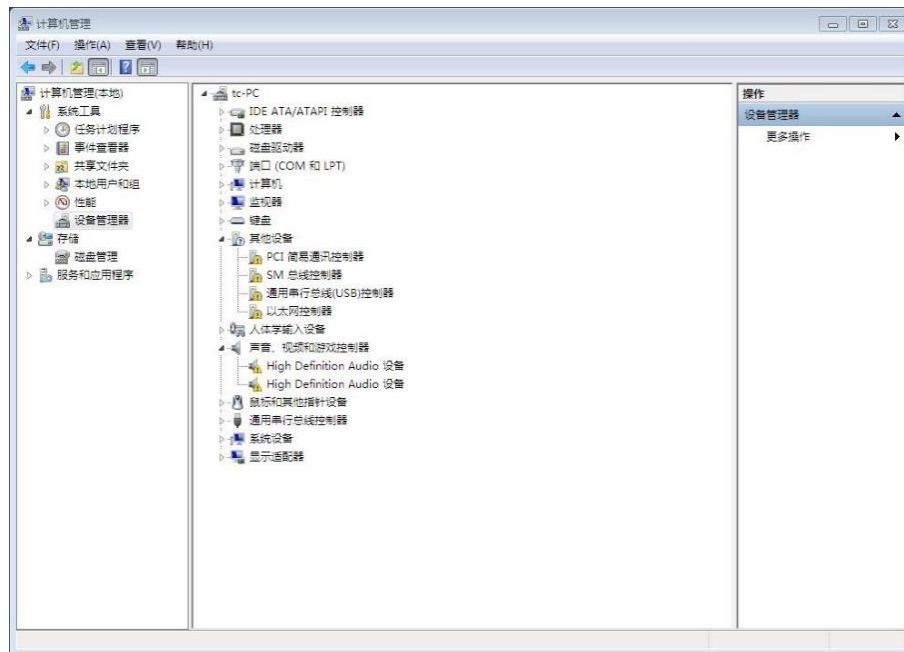 计算机管理
文件(F) 操作(A) 查看(V) 帮助(H)
计算机管理(本地)
系统工具
任务计划程序
事件查看器
共享文件夹
本地用户和组
性能
设备管理器
存储
磁盘管理
服务和应用程序
tc-PC
IDE ATA/ATAPI 控制器
处理器
磁盘驱动器
端口 (COM 和 LPT)
计算机
监视器
键盘
其他设备
PCI 简易通讯控制器
SM 总线控制器
通用串行总线(USB)控制器
以太网控制器
人体学输入设备
声音、视频和游戏控制器
High Definition Audio 设备
High Definition Audio 设备
鼠标和其他指针设备
通用串行总线控制器
系统设备
显示适配器
操作
设备管理器
更多操作